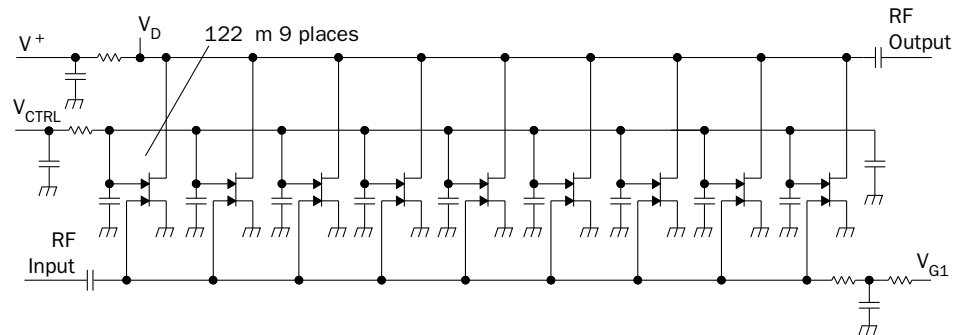 V+
VD
122 m 9 places
RF
Output
VCTRL
RF
Input
VG1